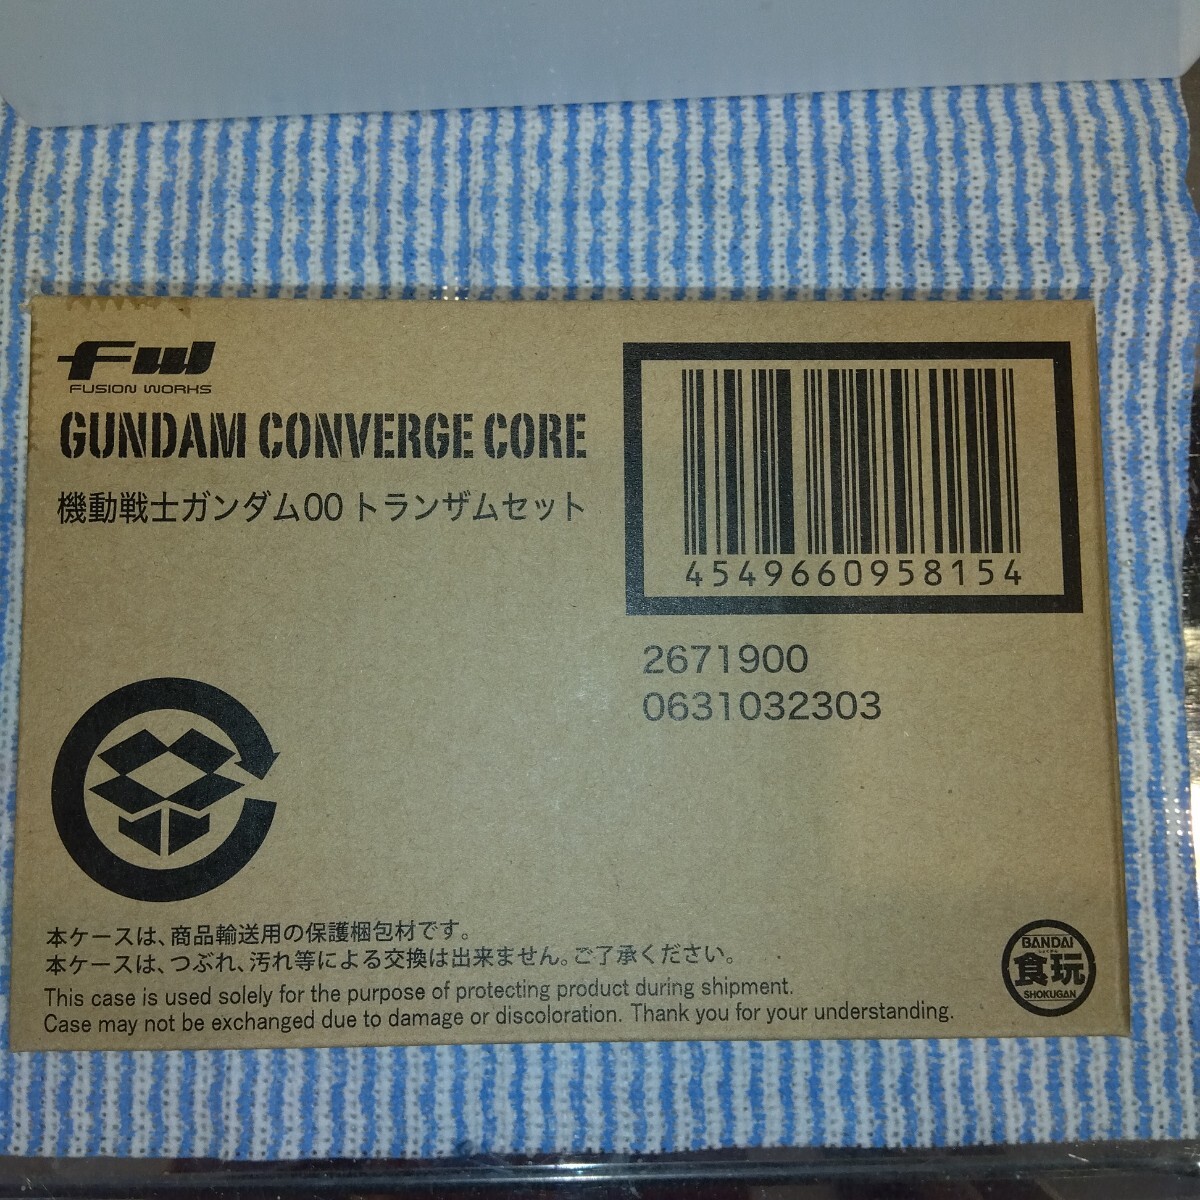 FW
FUSION WORKS
GUNDAM CONVERGE CORE
機動戦士ガンダム00 トランザムセット
4549660958154
2671900
0631032303
本ケースは、商品輸送用の保護梱包材です。
本ケースは、つぶれ、汚れ等による交換は出来ません。ご了承ください。
This case is used solely for the purpose of protecting product during shipment.
Case may not be exchanged due to damage or discoloration. Thank you for your understanding.
BANDAI
食玩
SHOKUGAN